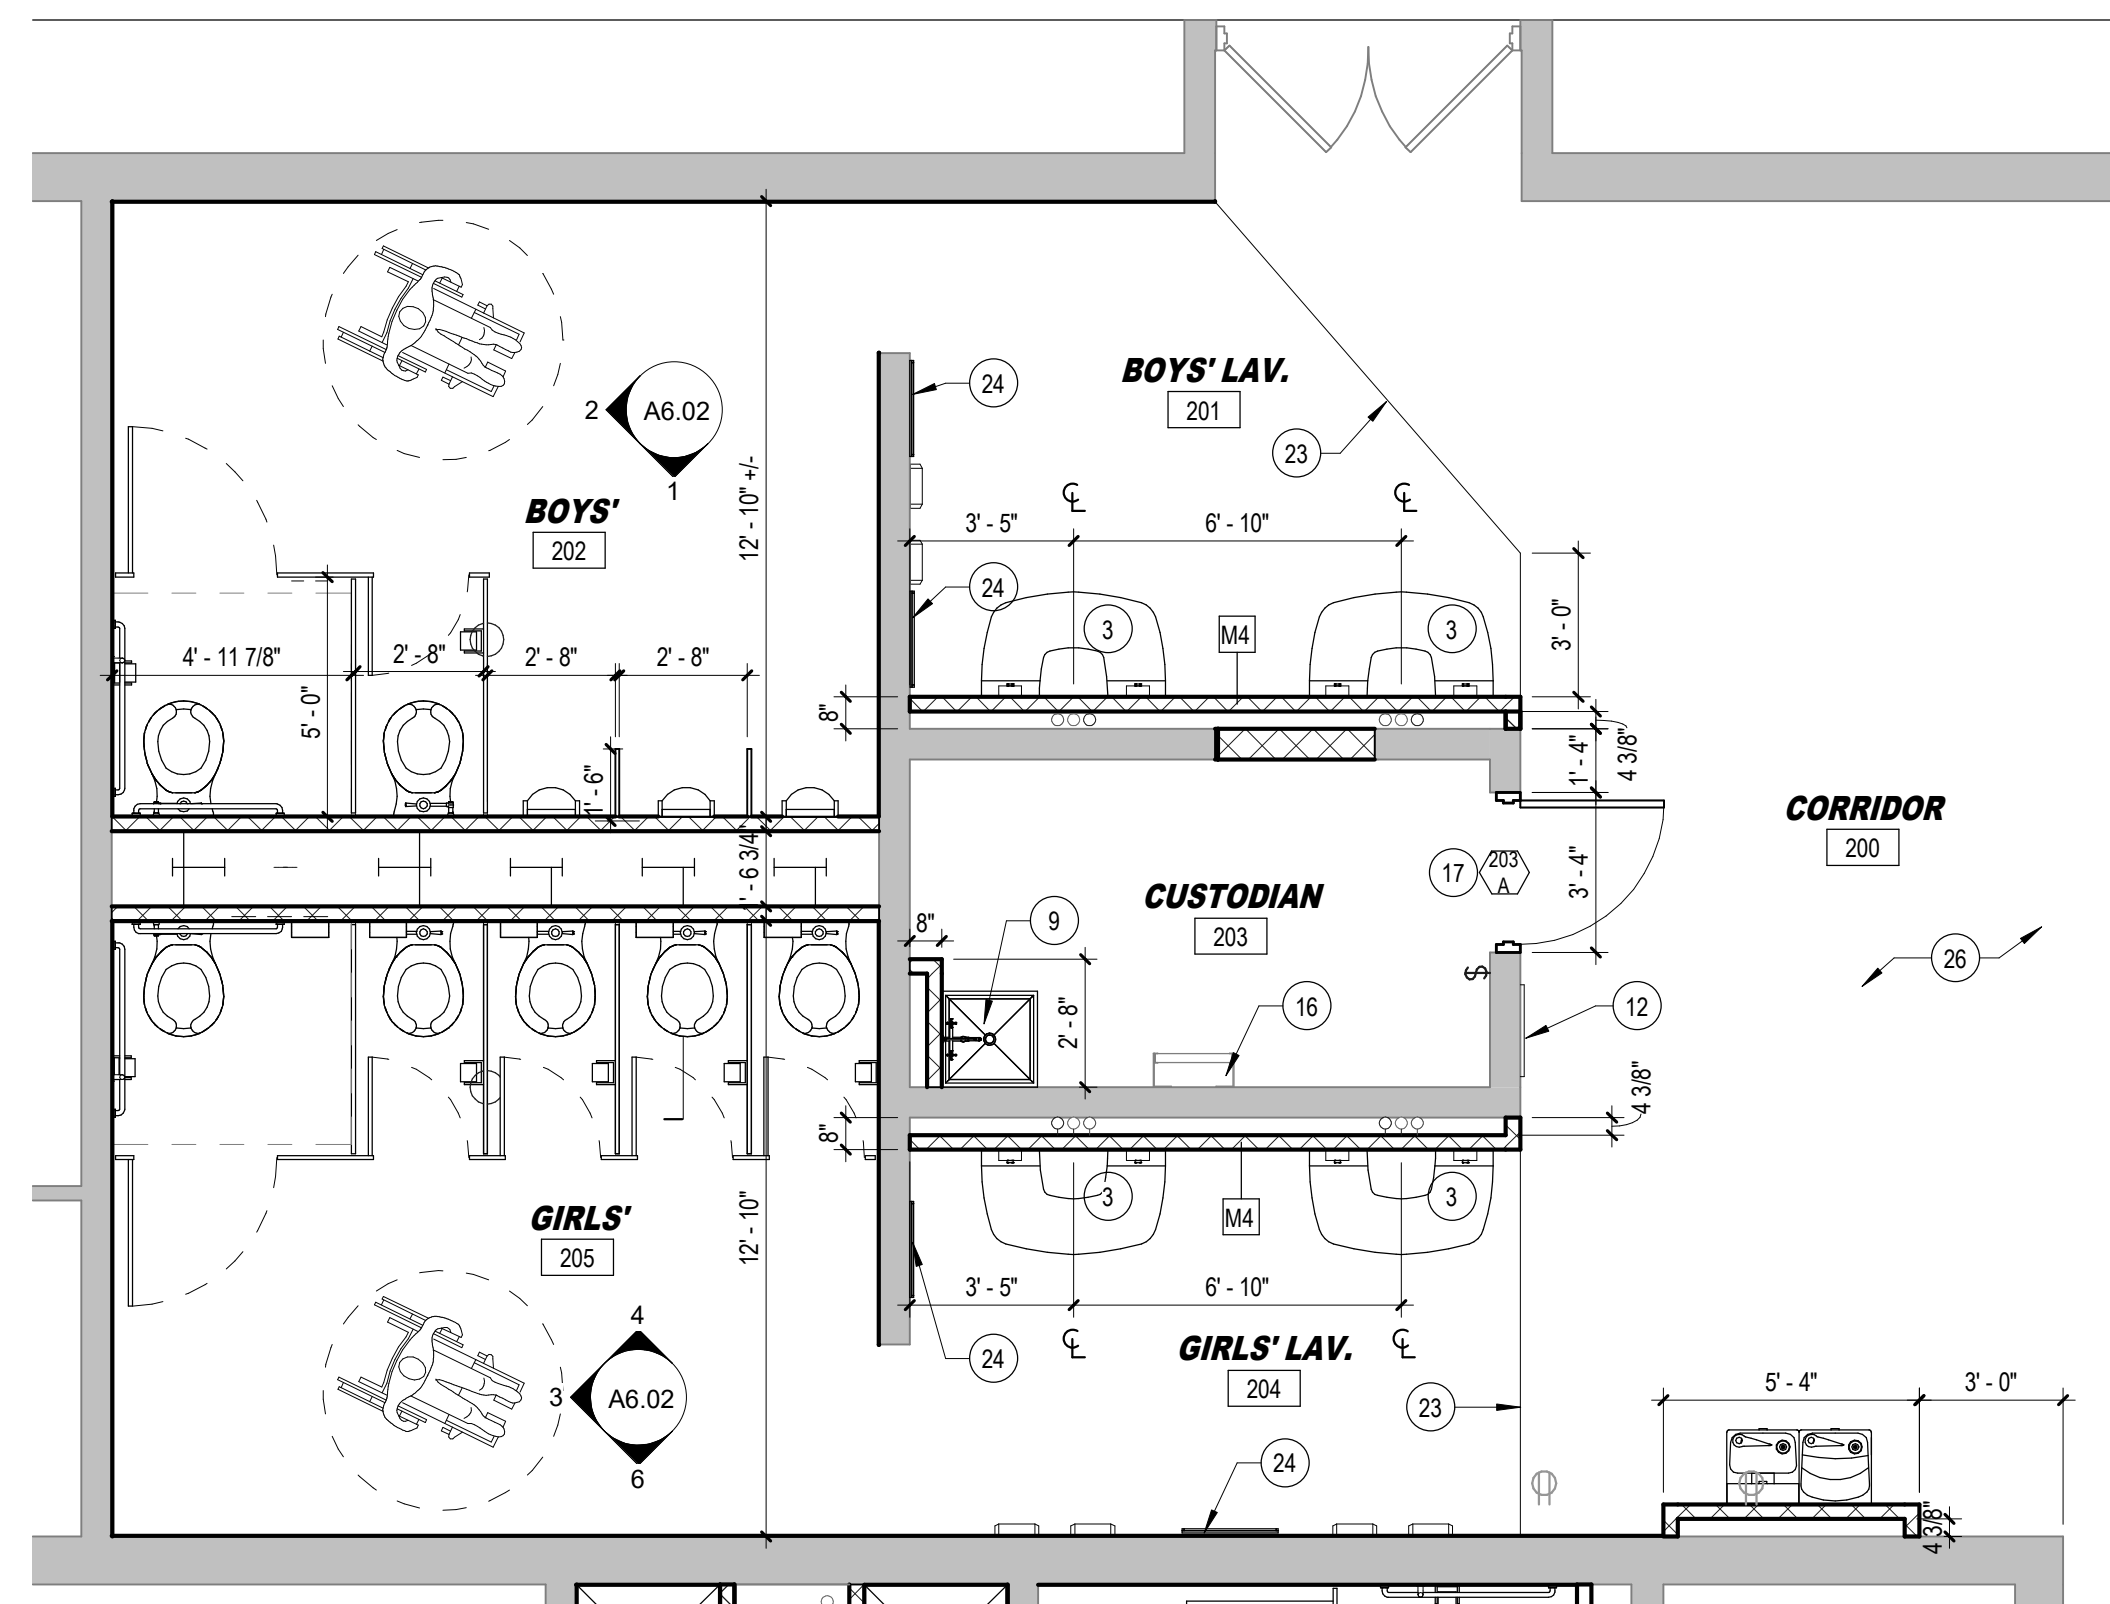 BOYS' LAV.
201
24
2
A6.02
1
23
12' - 10" +/-
BOYS'
202
℄
℄
3' - 5"
6' - 10"
24
3
M4
3
3' - 0"
4' - 11 7/8"
2' - 8"
2' - 8"
2' - 8"
5' - 0"
8"
1' - 6"
1' - 4"
4 3/8"
CORRIDOR
200
' - 6 3/4"
17
203
A
3' - 4"
CUSTODIAN
203
8"
9
26
$
2' - 8"
16
12
4 3/8"
8"
3
M4
3
GIRLS'
205
12' - 10"
3' - 5"
6' - 10"
4
3
A6.02
6
24
℄
℄
GIRLS' LAV.
204
23
5' - 4"
3' - 0"
24
4 3/8"